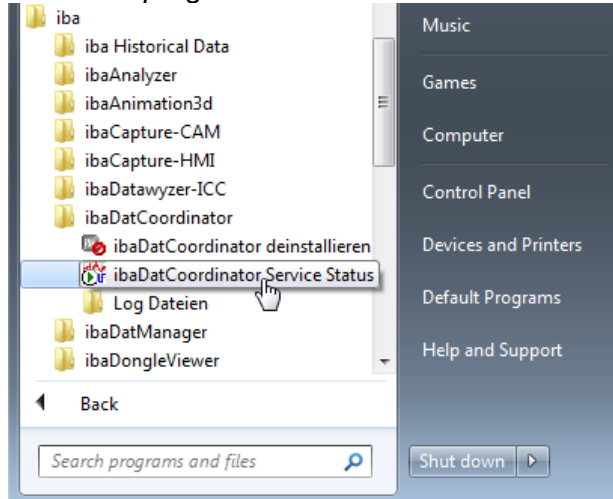 iba
iba Historical Data
ibaAnalyzer
ibaAnimation3d
ibaCapture-CAM
ibaCapture-HMI
ibaDatawyzer-ICC
ibaDatCoordinator
ibaDatCoordinator deinstallieren
ibaDatCoordinator Service Status
Log Dateien
ibaDatManager
ibaDongleViewer
Back
Search programs and files
Music
Games
Computer
Control Panel
Devices and Printers
Default Programs
Help and Support
Shut down